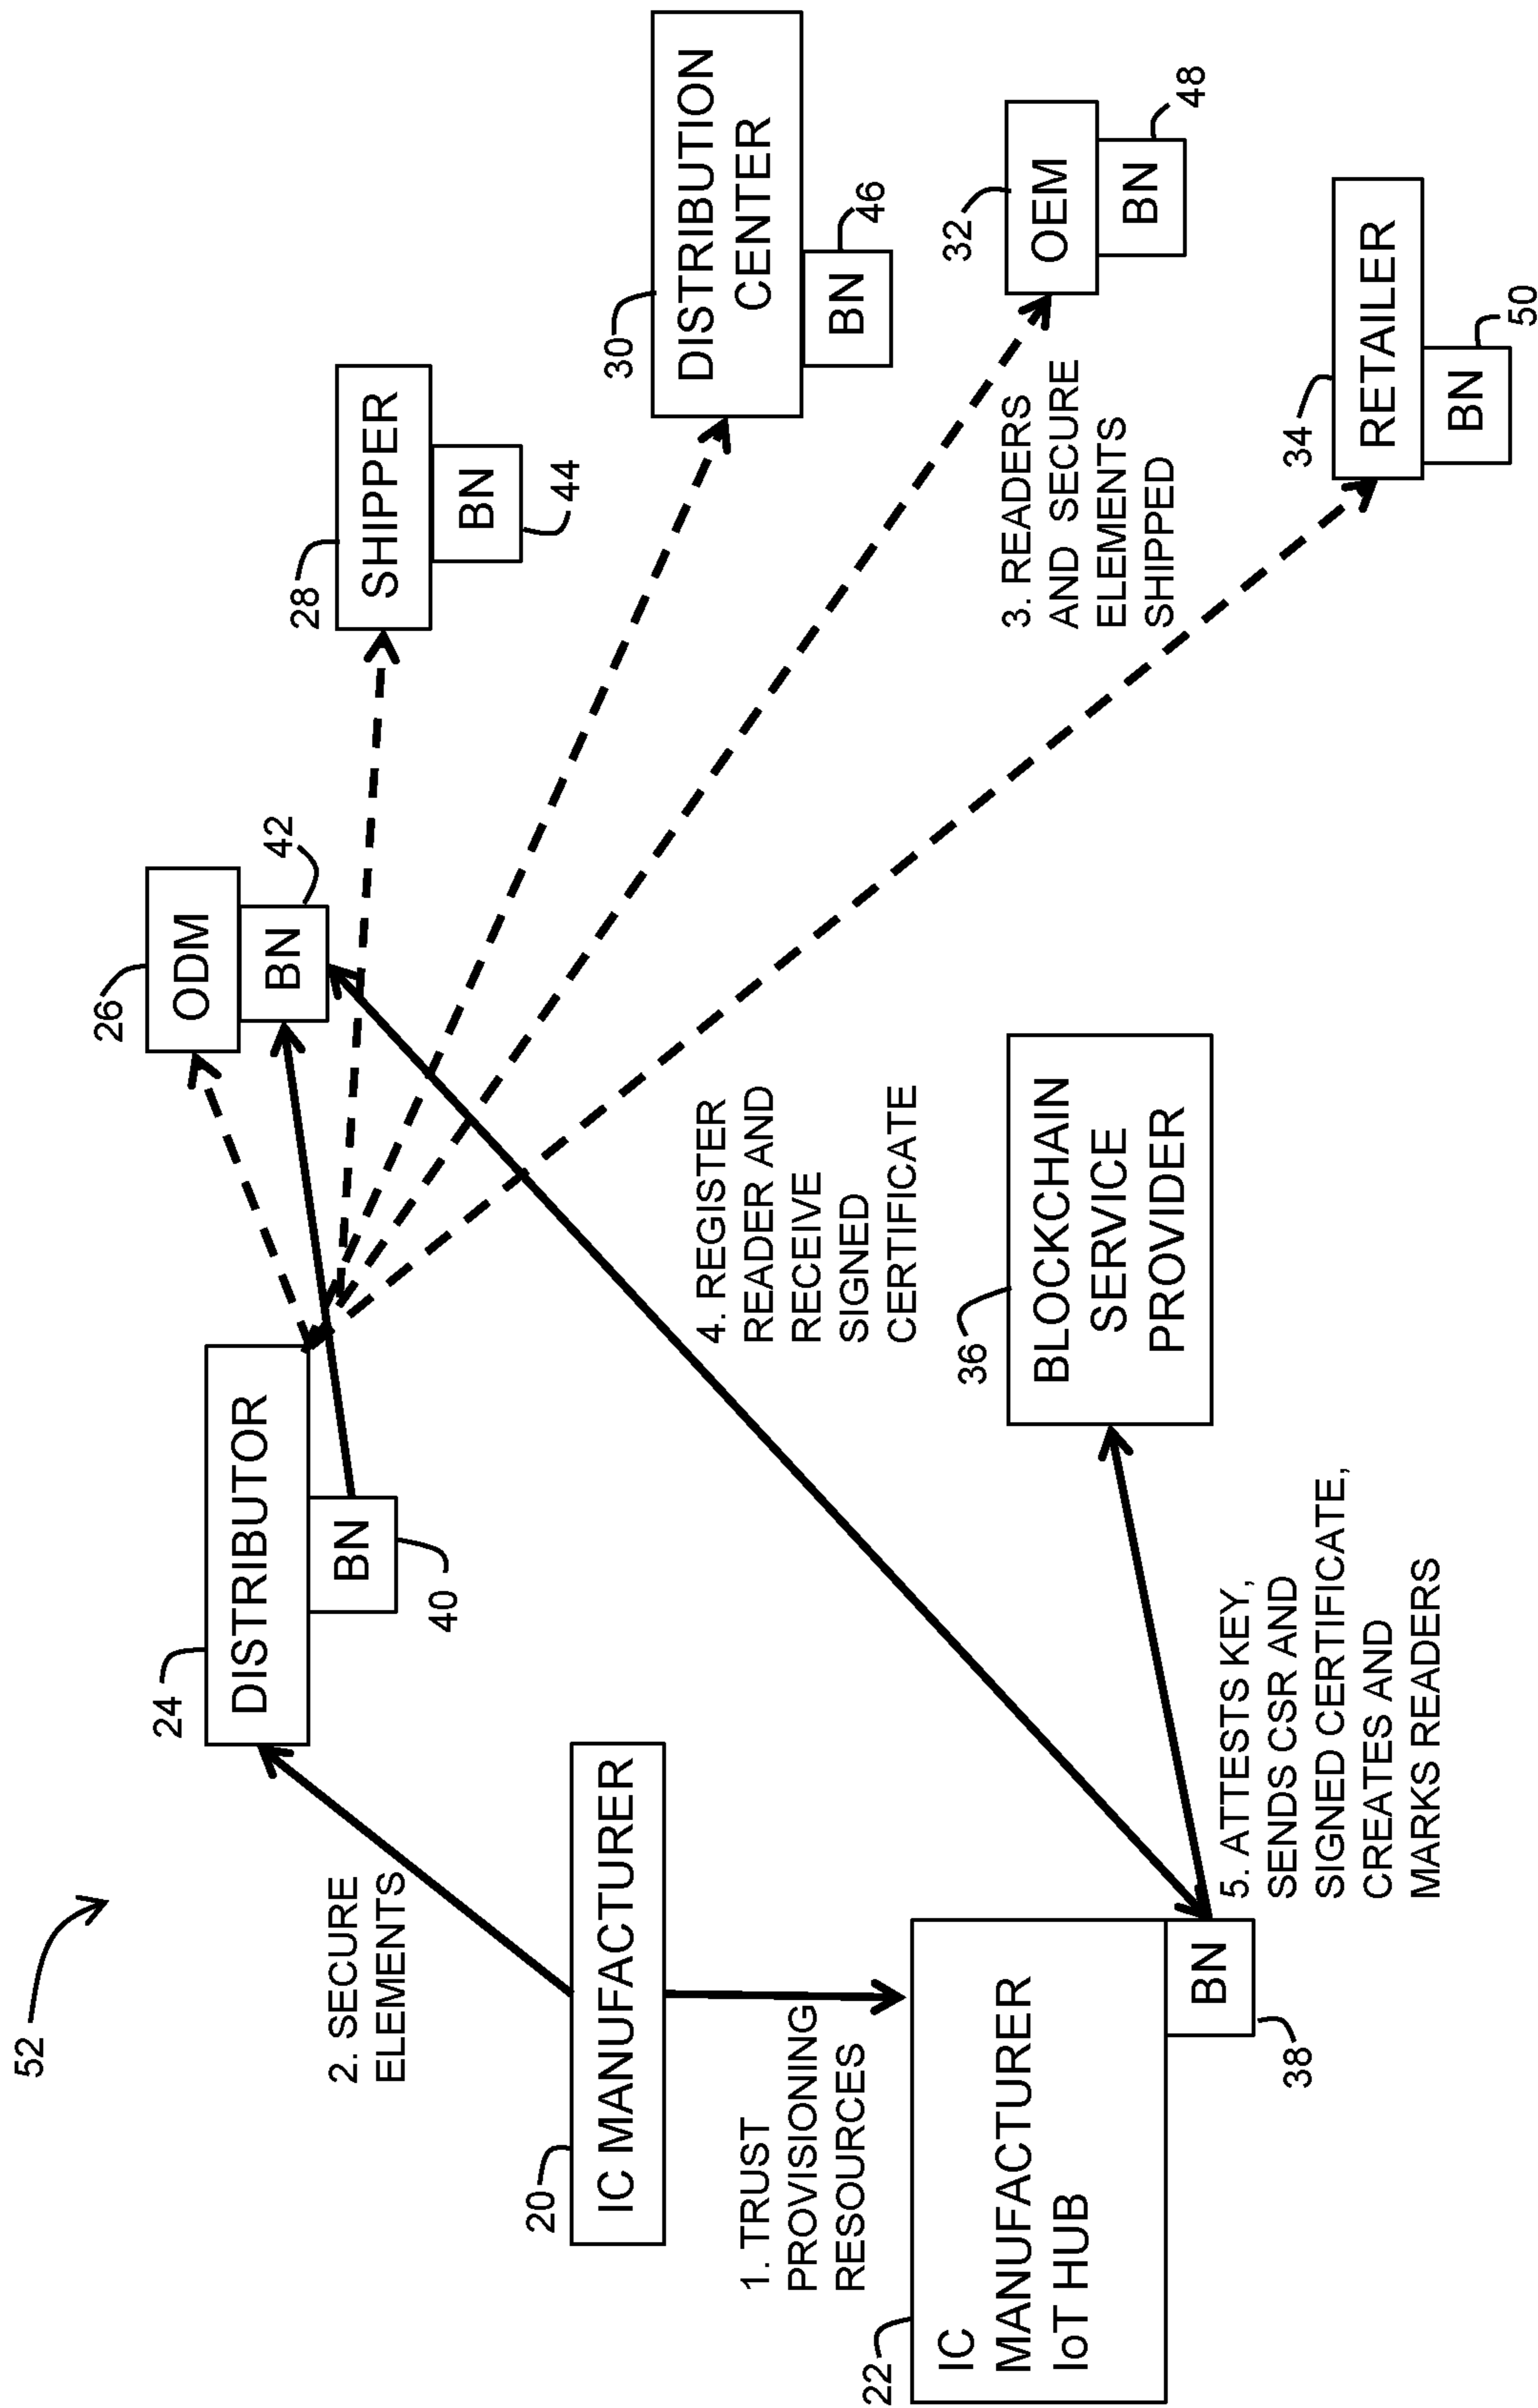 52
24
DISTRIBUTOR
BN
40
26
ODM
BN
42
28
SHIPPER
BN
44
30
DISTRIBUTION
CENTER
BN
46
32
OEM
BN
48
34
RETAILER
BN
50
2. SECURE
ELEMENTS
20
IC MANUFACTURER
1. TRUST
PROVISIONING
RESOURCES
22
IC
MANUFACTURER
IoT HUB
BN
38
4. REGISTER
READER AND
RECEIVE
SIGNED
CERTIFICATE
3. READERS
AND SECURE
ELEMENTS
SHIPPED
36
BLOCKCHAIN
SERVICE
PROVIDER
5. ATTESTS KEY,
SENDS CSR AND
SIGNED CERTIFICATE,
CREATES AND
MARKS READERS